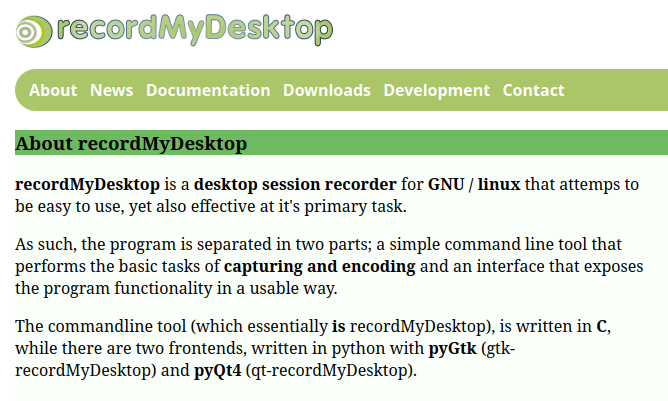 recordMyDesktop
About News Documentation Downloads Development Contact
About recordMyDesktop
recordMyDesktop is a desktop session recorder for GNU / linux that attemps to
be easy to use, yet also effective at it's primary task.
As such, the program is separated in two parts; a simple command line tool that
performs the basic tasks of capturing and encoding and an interface that exposes
the program functionality in a usable way.
The commandline tool (which essentially is recordMyDesktop), is written in C,
while there are two frontends, written in python with pyGtk (gtk-
recordMyDesktop) and pyQt4 (qt-recordMyDesktop).